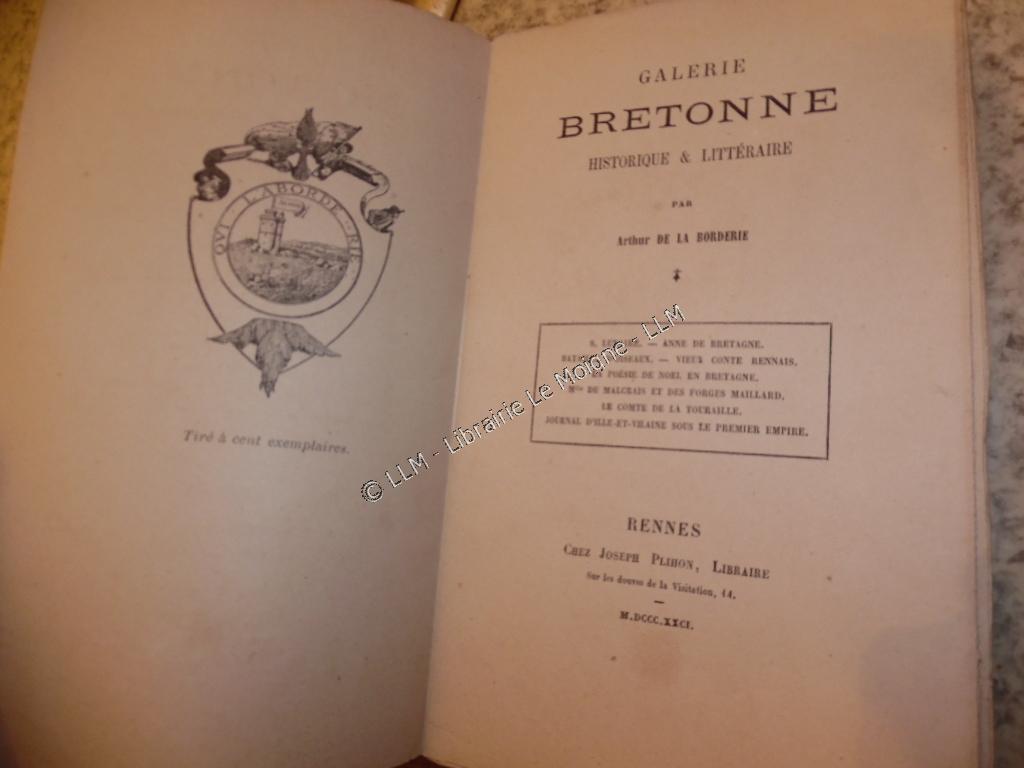 QUI · L'ABORDE · RE
Tiré à cent exemplaires.
GALERIE
BRETONNE
HISTORIQUE & LITTÉRAIRE
PAR
Arthur DE LA BORDERIE
— ANNE DE BRETAGNE.
— VIEUX CONTE RENNAIS.
ET POÉSIE DE NOEL EN BRETAGNE.
DE MALCRAIS ET DES FORGES MAILLARD.
LE COMTE DE LA TOURAILLE.
JOURNAL D'ILLE-ET-VILAINE SOUS LE PREMIER EMPIRE.
RENNES
CHEZ JOSEPH PLIHON, LIBRAIRE
Sur les douves de la Visitation, 14.
M.DCCC.XXCI.
© LLM - Librairie Le Moigne - LLM